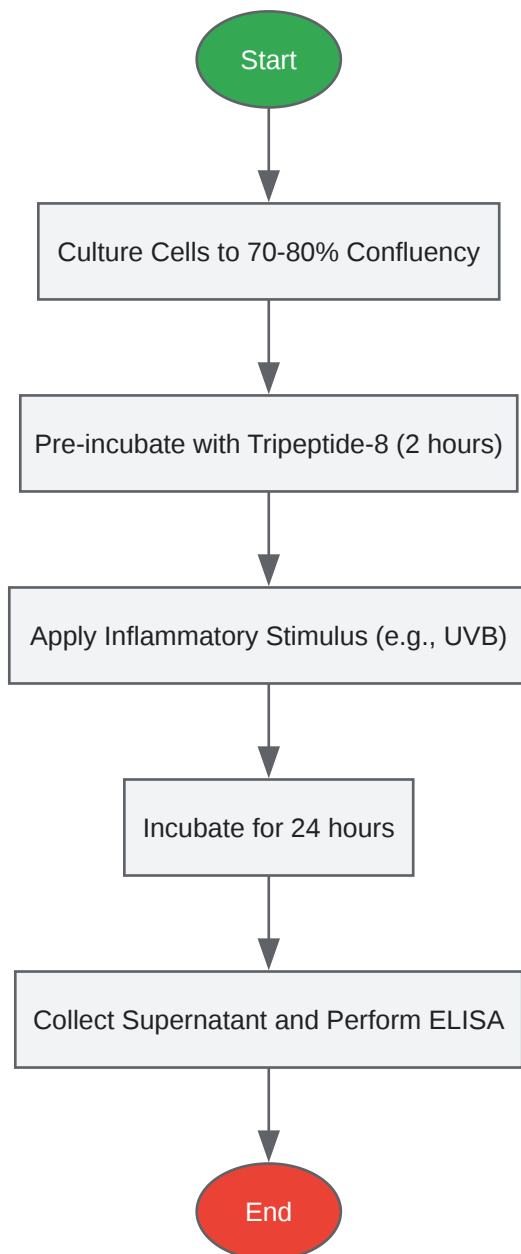 Start
Culture Cells to 70-80% Confluency
Pre-incubate with Tripeptide-8 (2 hours)
Apply Inflammatory Stimulus (e.g., UVB)
Incubate for 24 hours
Collect Supernatant and Perform ELISA
End